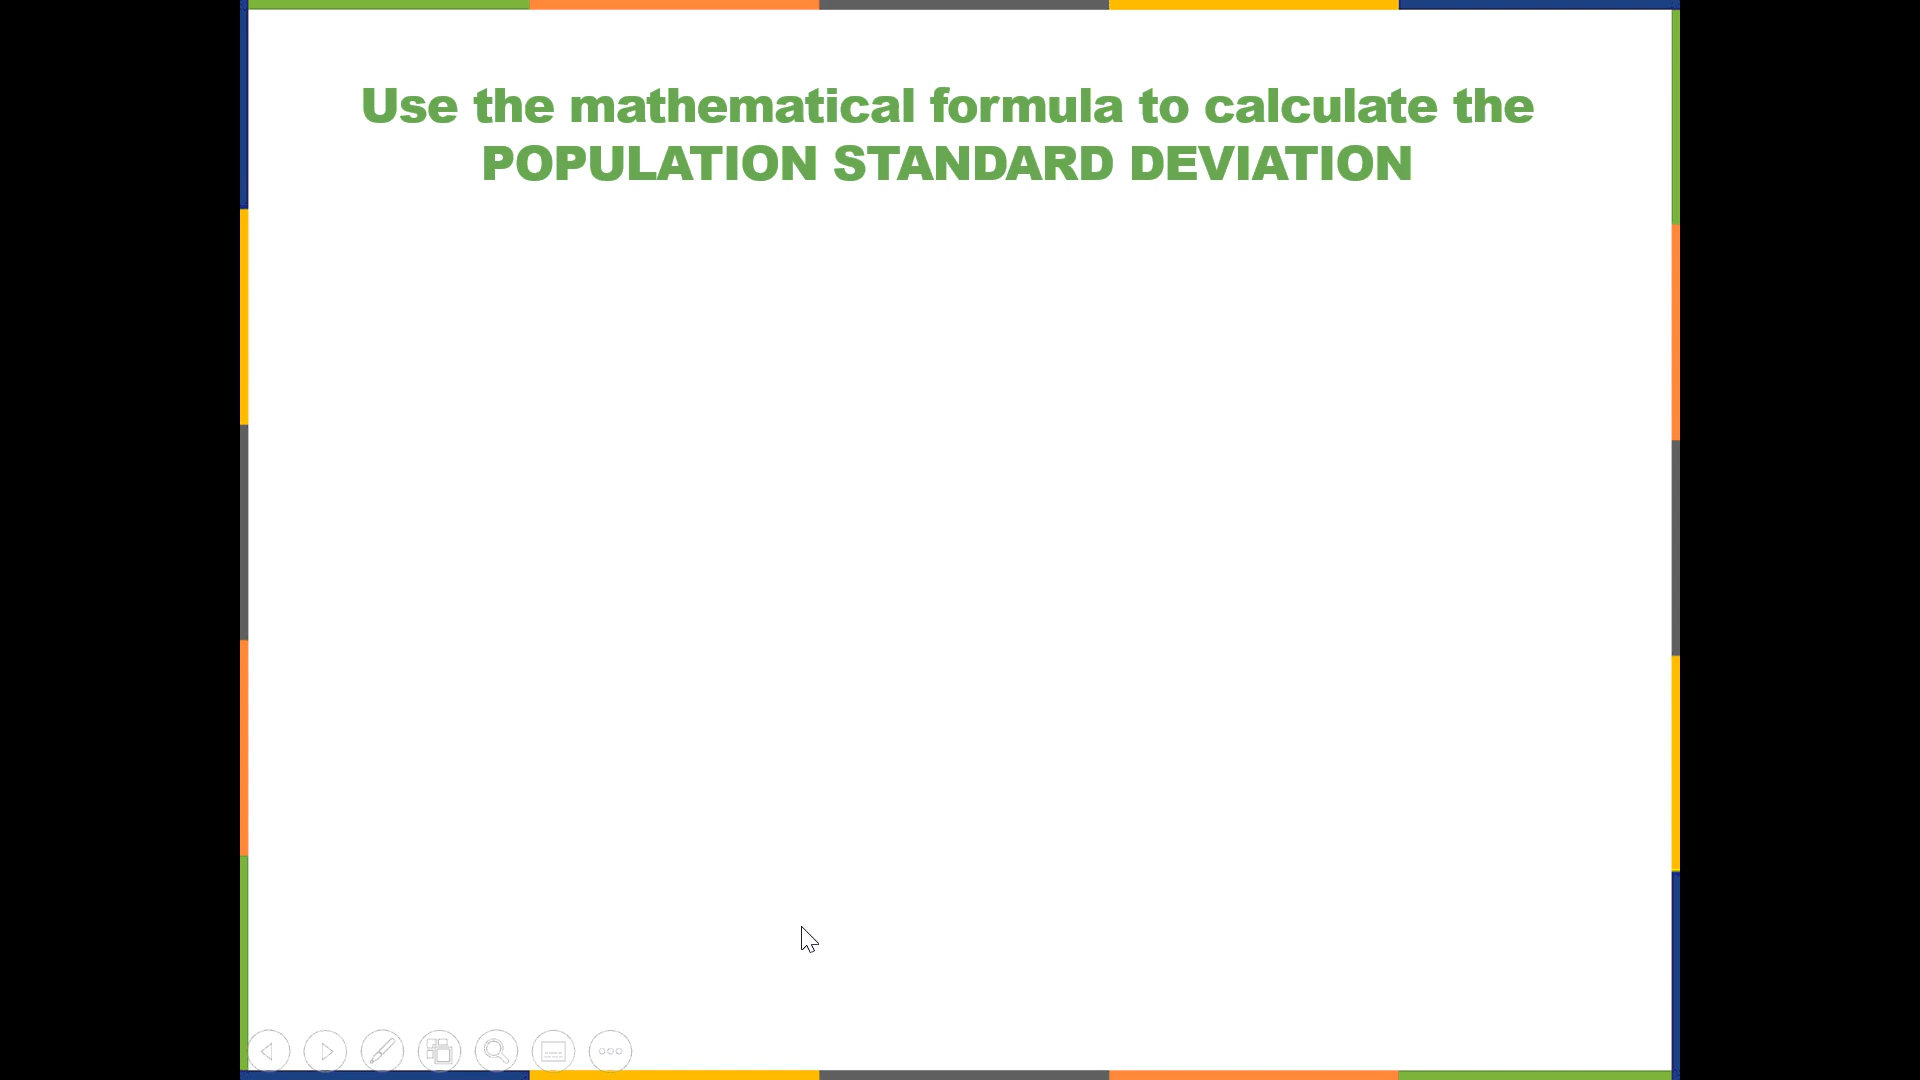 Use the mathematical formula to calculate the
POPULATION STANDARD DEVIATION